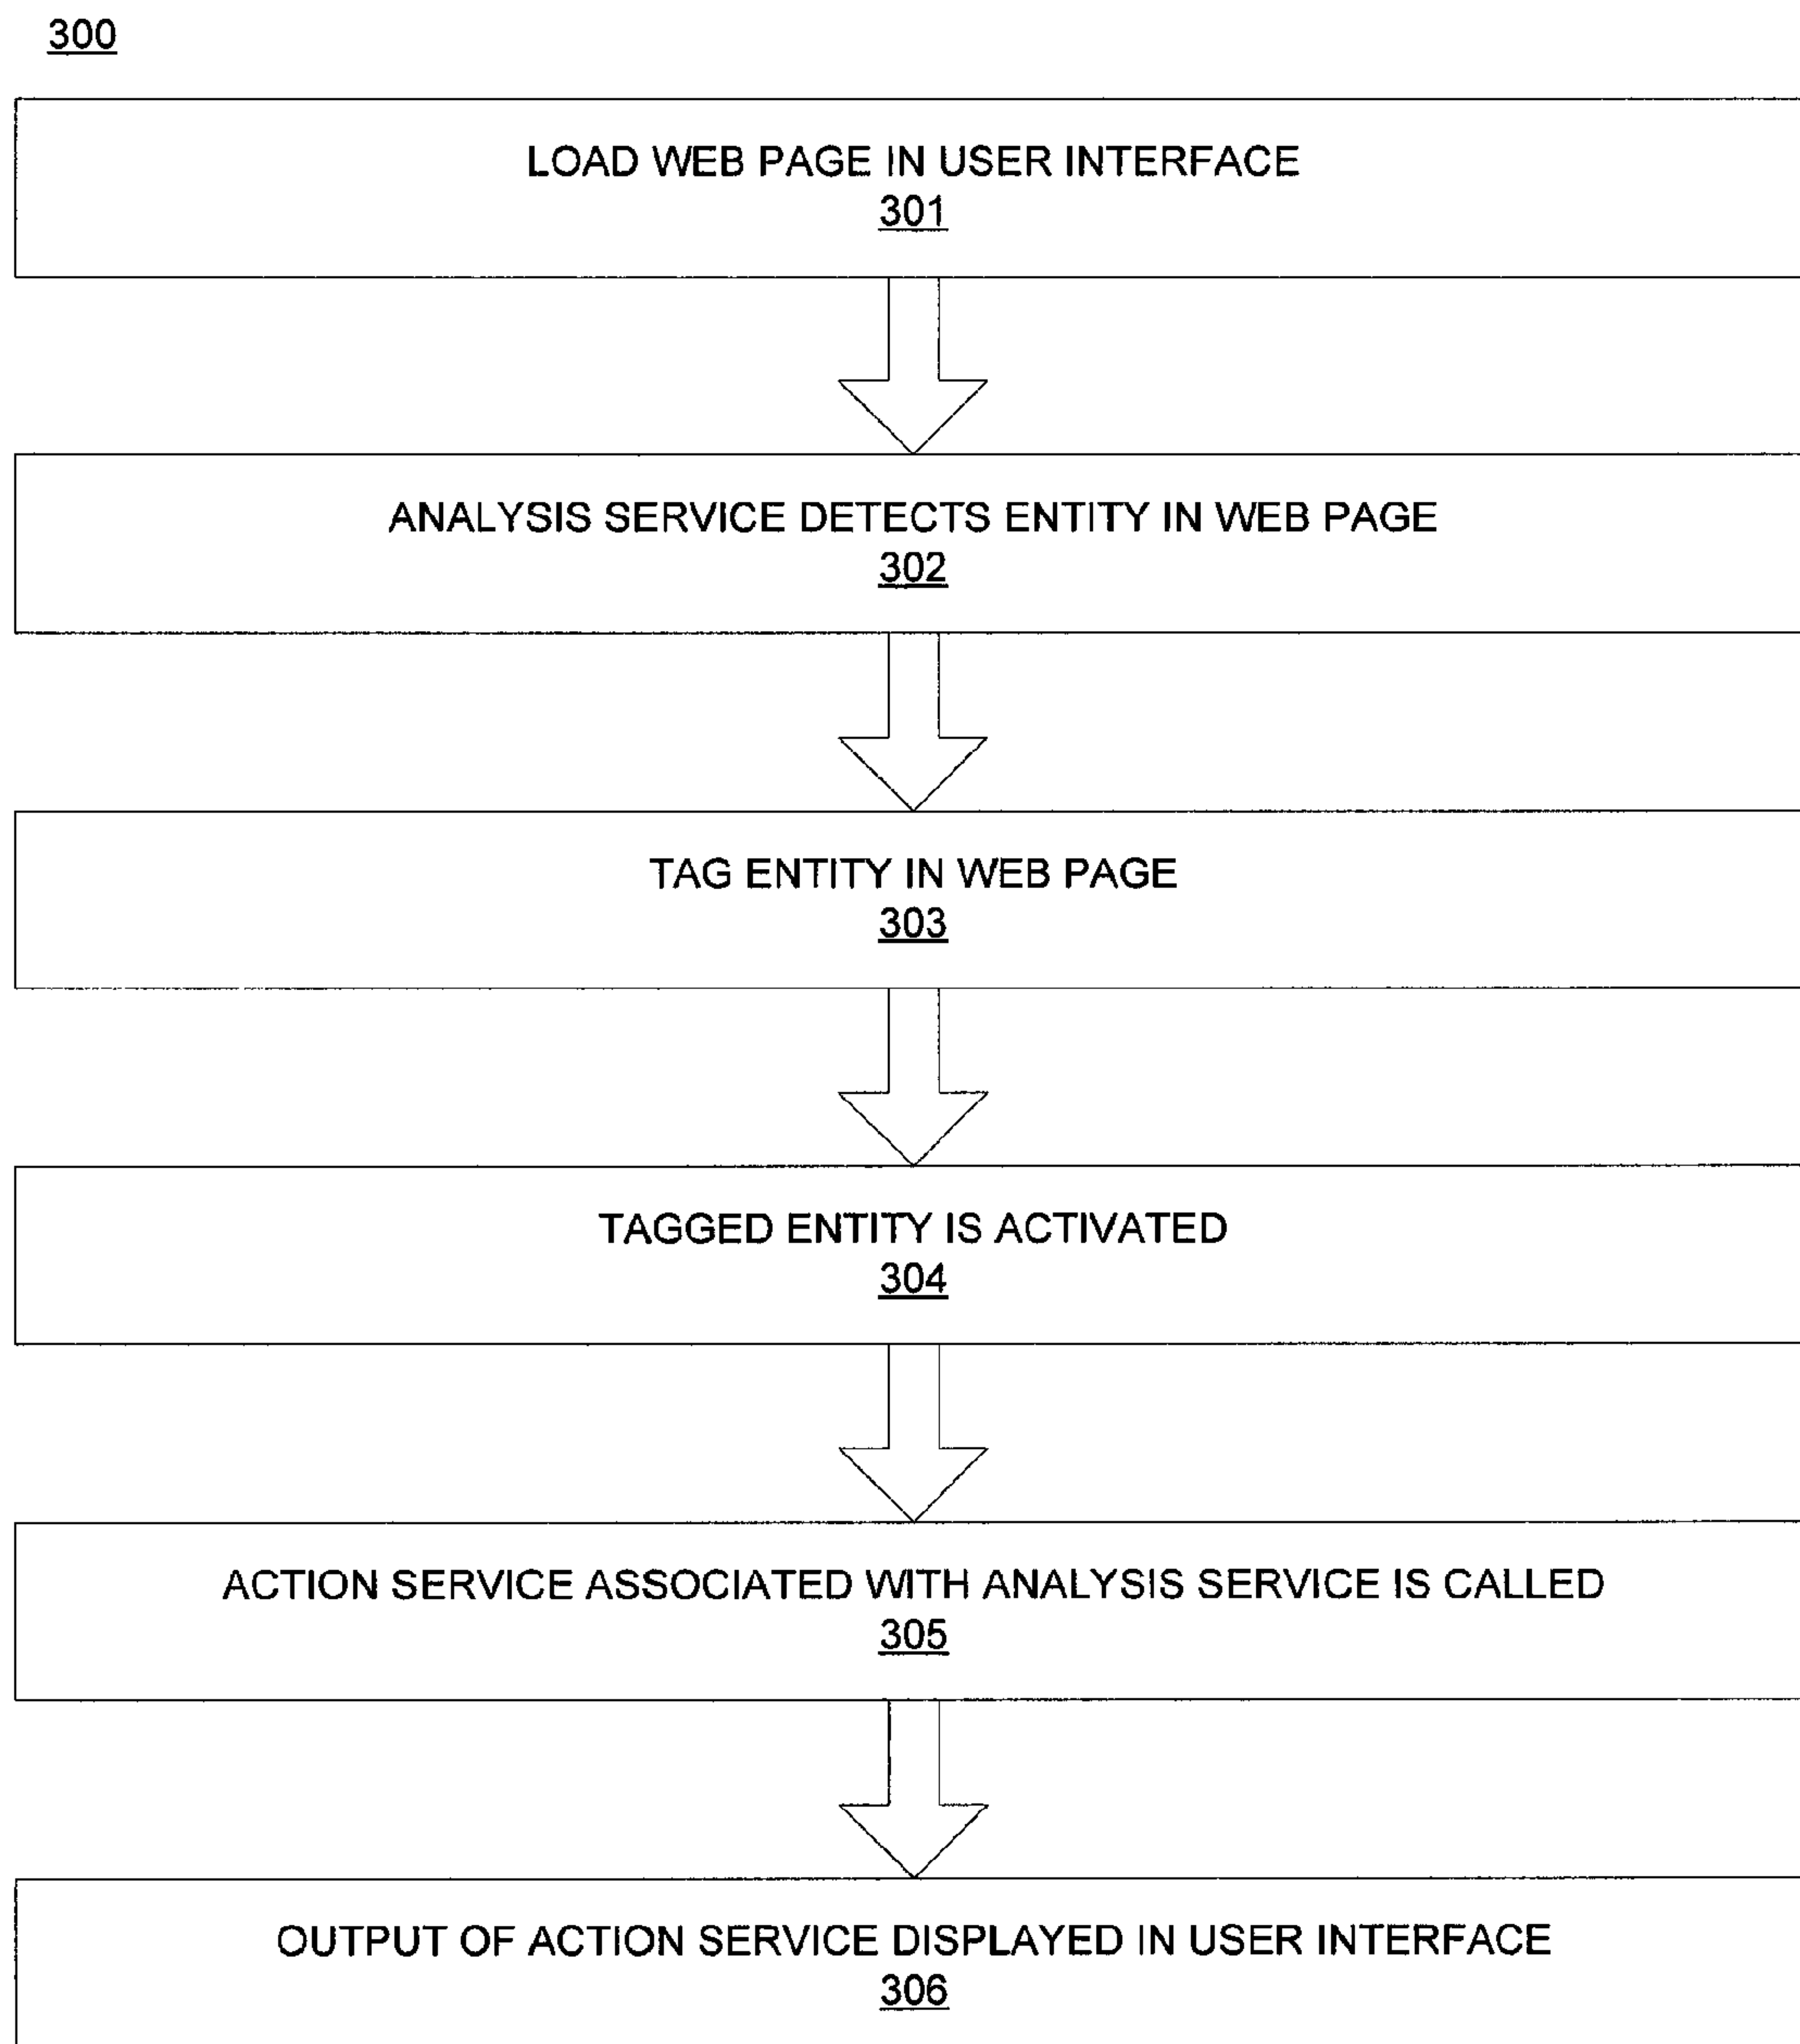 300
LOAD WEB PAGE IN USER INTERFACE
301
ANALYSIS SERVICE DETECTS ENTITY IN WEB PAGE
302
TAG ENTITY IN WEB PAGE
303
TAGGED ENTITY IS ACTIVATED
304
ACTION SERVICE ASSOCIATED WITH ANALYSIS SERVICE IS CALLED
305
OUTPUT OF ACTION SERVICE DISPLAYED IN USER INTERFACE
306